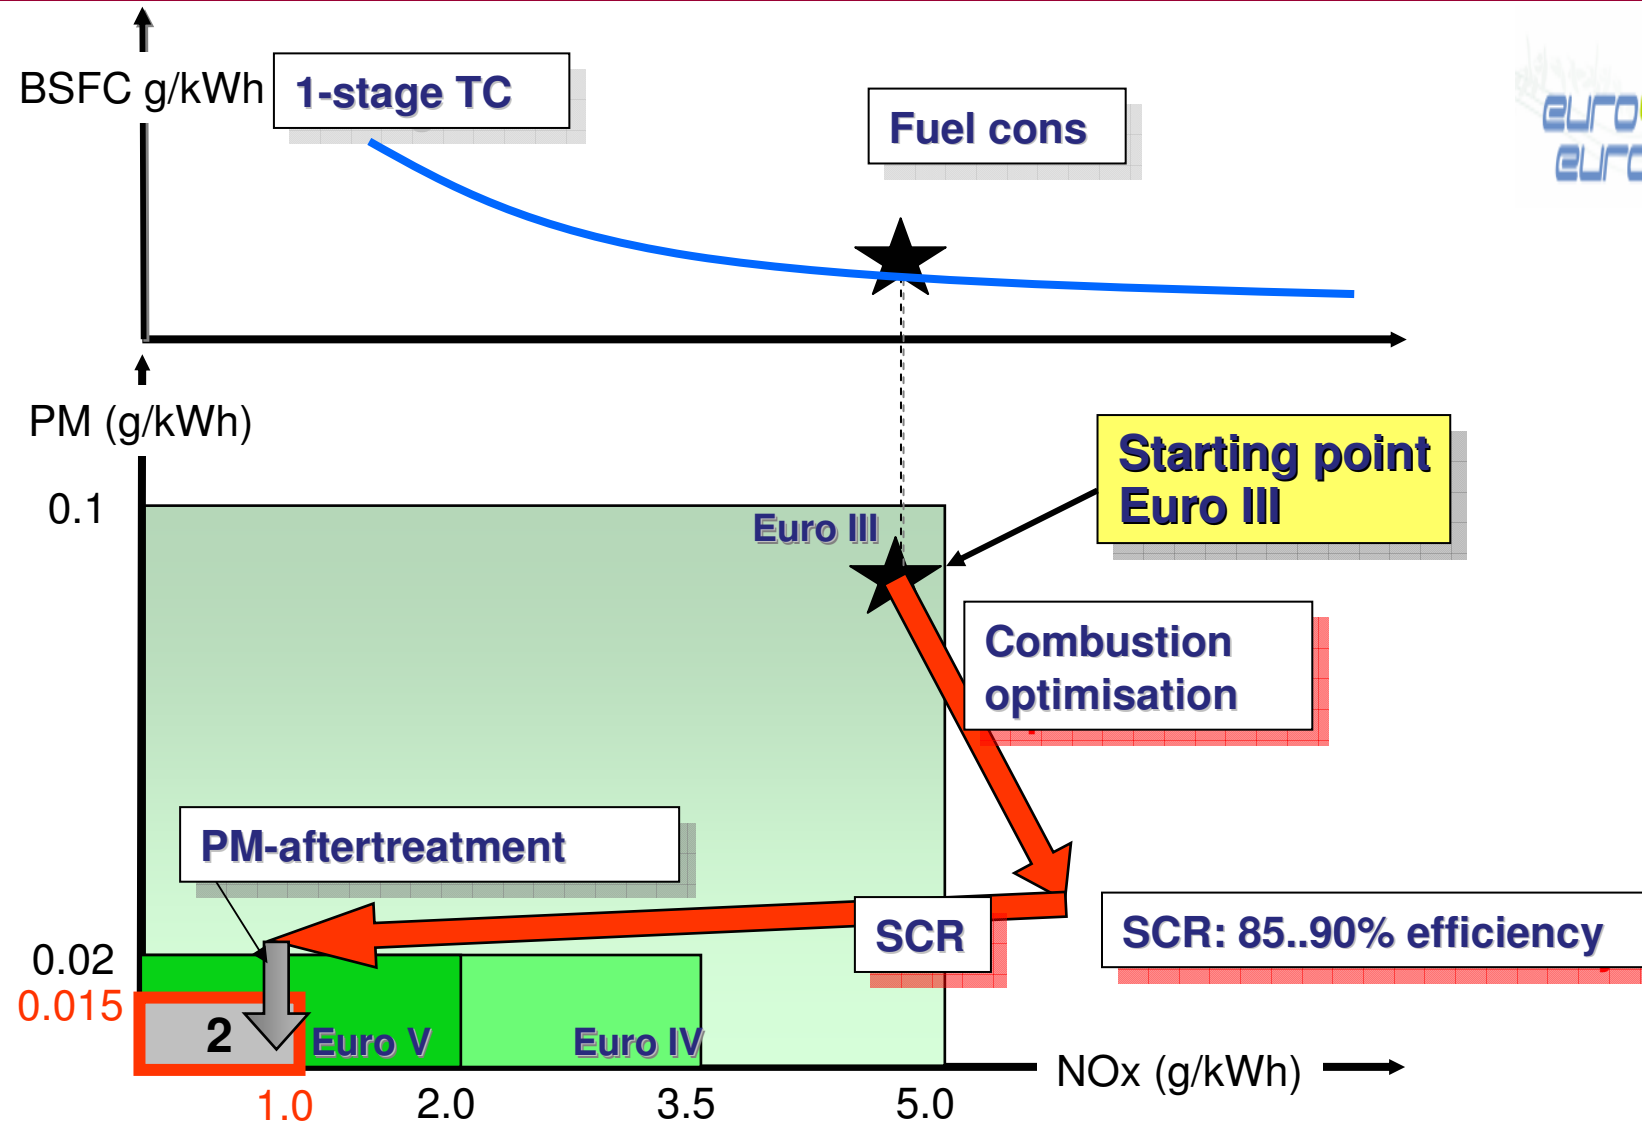 BSFC g/kWh
1-stage TC
Fuel cons
euro
euro
PM (g/kWh)
Starting point
Euro III
0.1
Euro III
Combustion
optimisation
PM-aftertreatment
SCR
SCR: 85..90% efficiency
0.02
0.015
2
Euro V
Euro IV
NOx (g/kWh)
1.0
2.0
3.5
5.0